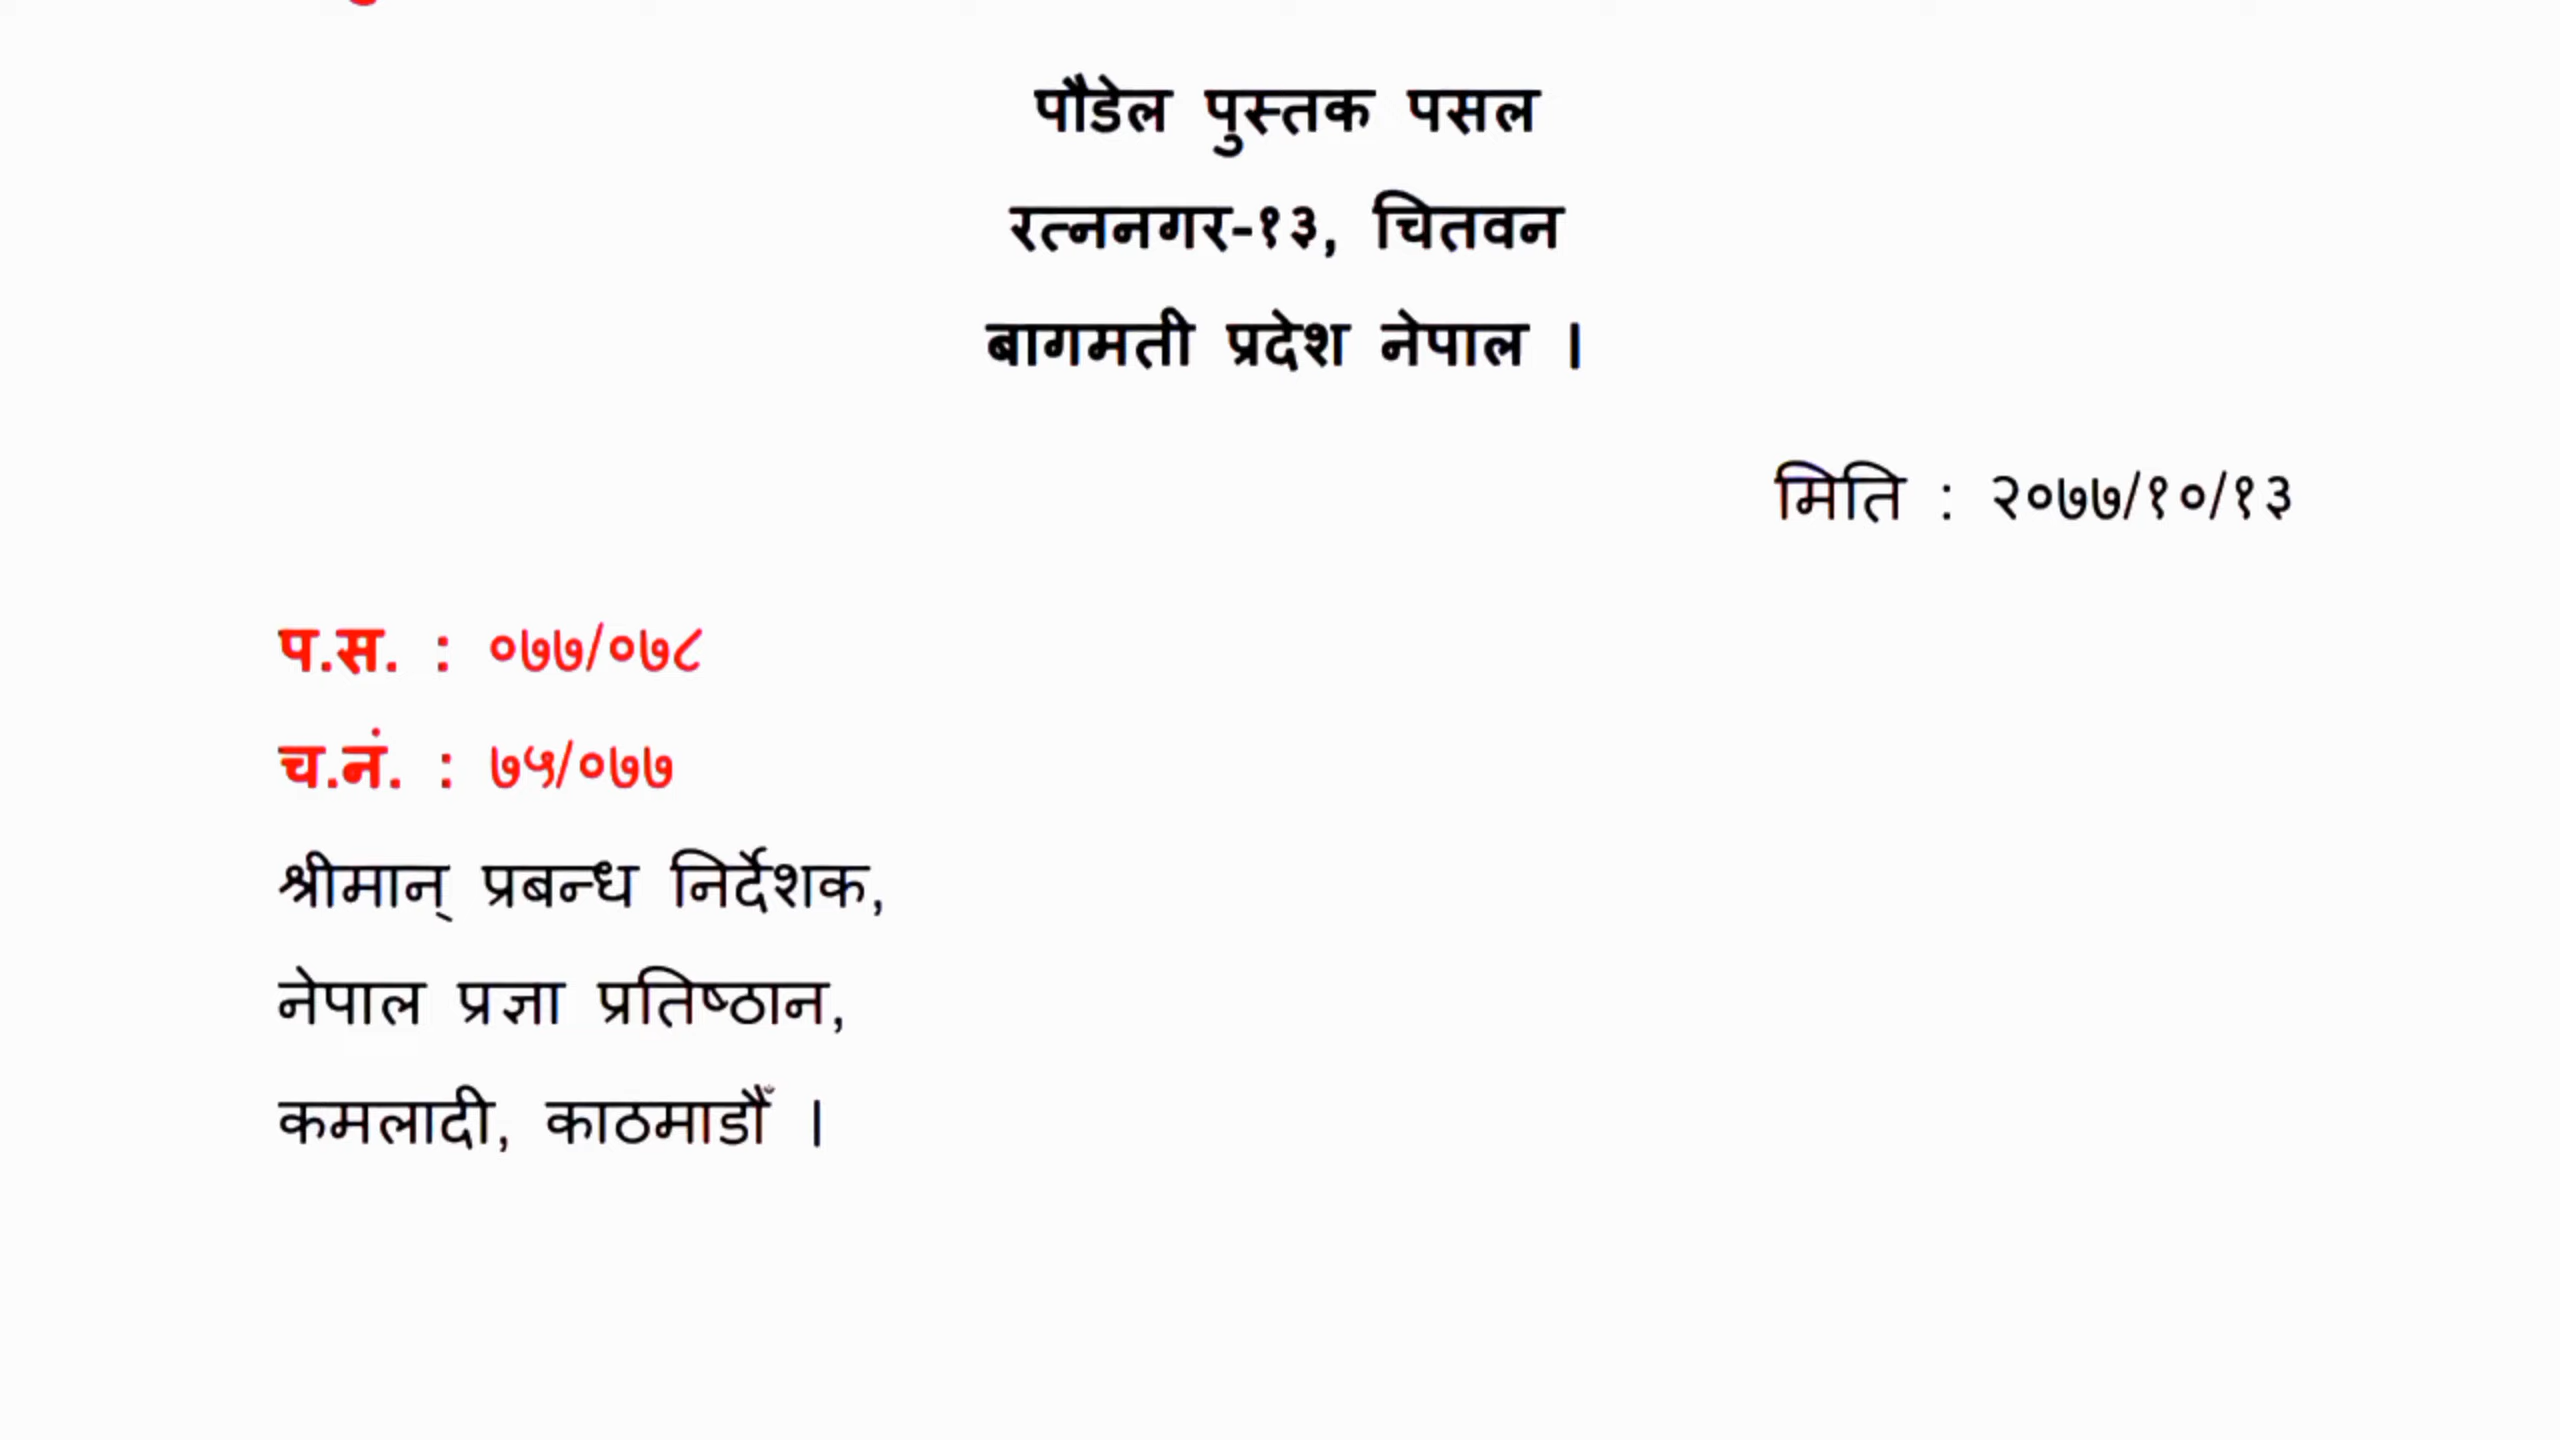 पौडेल पुस्तक पसल
रत्ननगर-१३, चितवन
बागमती प्रदेश नेपाल ।
मिति : २०७७/१०/१३
प.स. : ०७७/०७८
च.नं. : ७५/०७७
श्रीमान् प्रबन्ध निर्देशक,
नेपाल प्रज्ञा प्रतिष्ठान,
कमलादी, काठमाडौँ ।